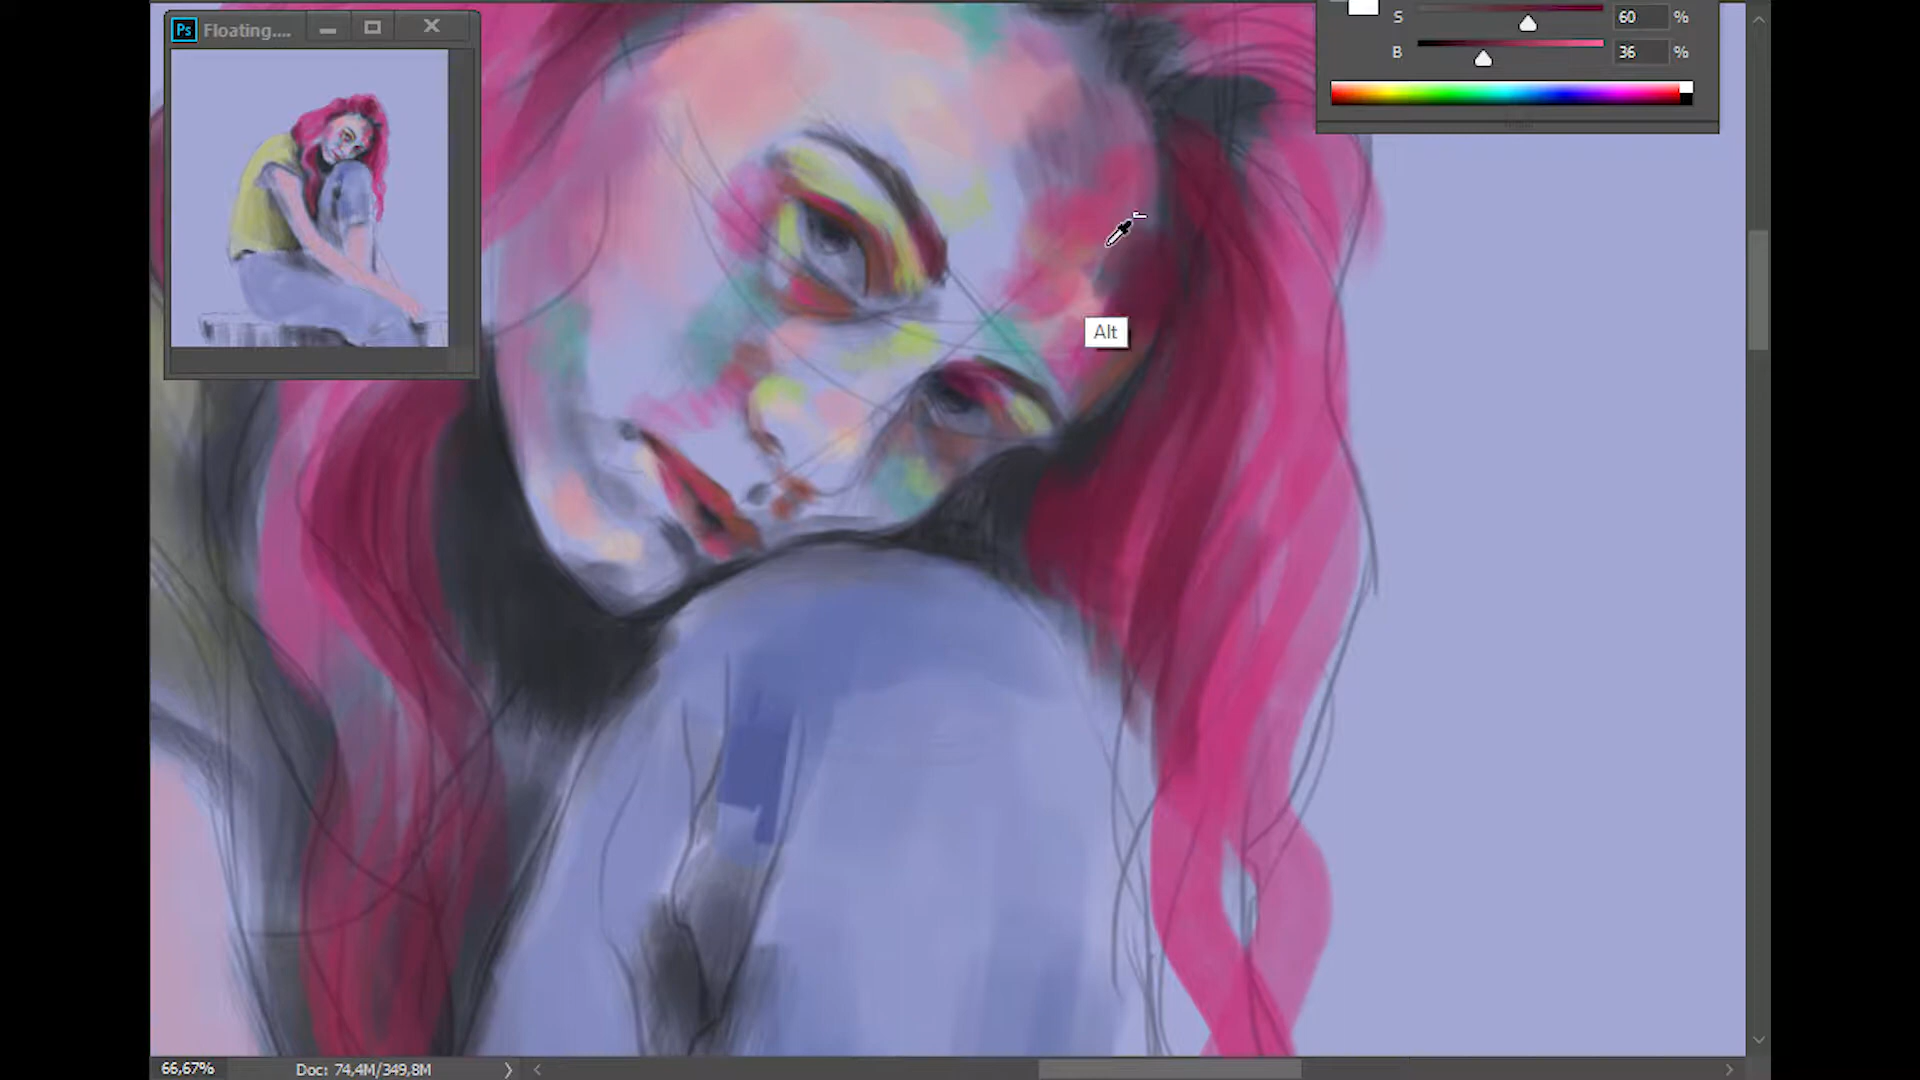 Ps Floating....
S 60 %
B 36 %
Alt
66,67% Doc: 74,4M/349,8M